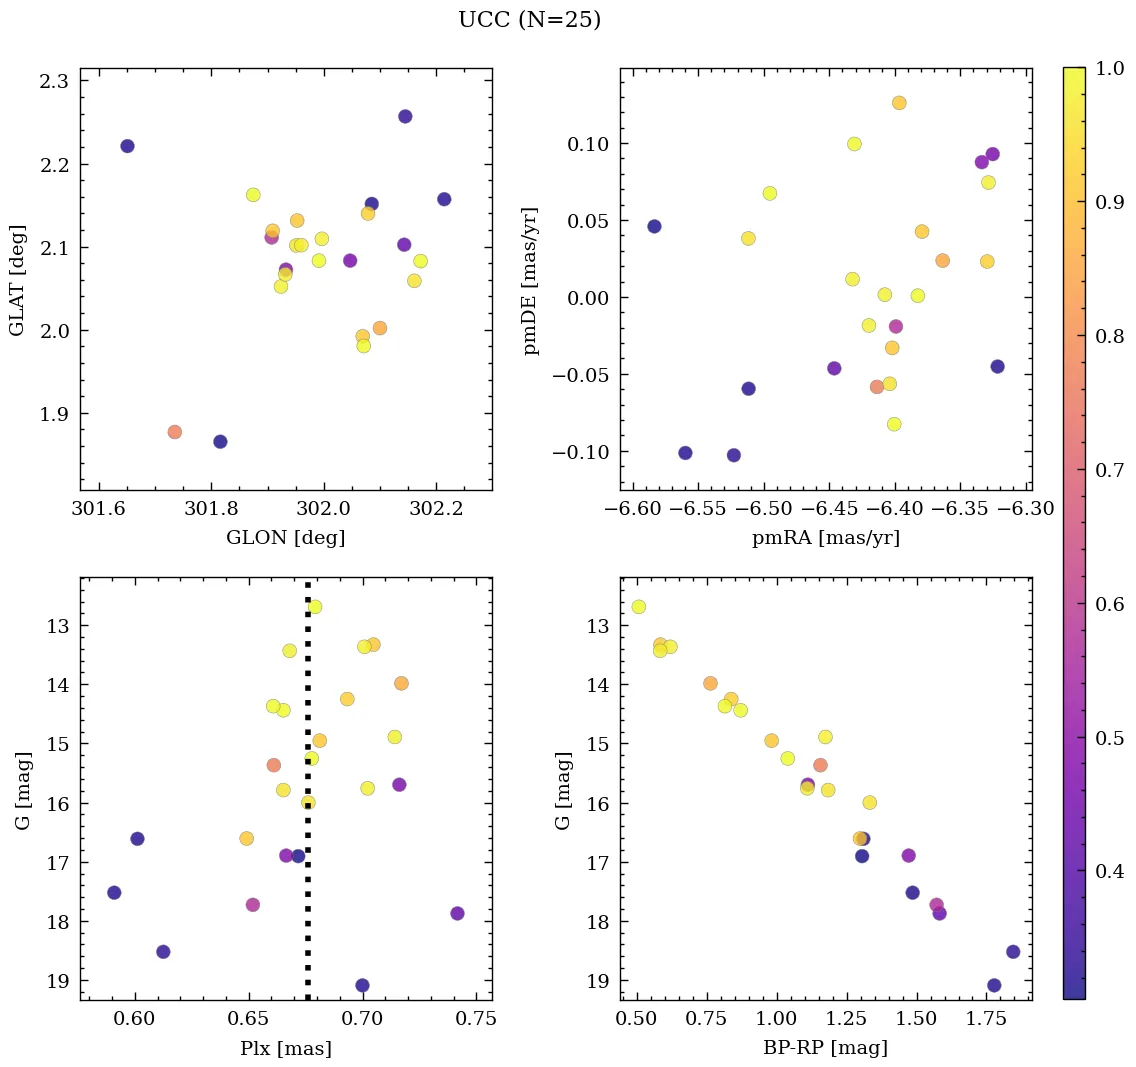 UCC (N=25)
2.3
2.2
2.1
2.0
1.9
GLAT [deg]
301.6 301.8 302.0 302.2
GLON [deg]
0.10
0.05
0.00
−0.05
−0.10
pmDE [mas/yr]
−6.60 −6.55 −6.50 −6.45 −6.40 −6.35 −6.30
pmRA [mas/yr]
13
14
15
16
17
18
19
G [mag]
0.60 0.65 0.70 0.75
Plx [mas]
13
14
15
16
17
18
19
G [mag]
0.50 0.75 1.00 1.25 1.50 1.75
BP-RP [mag]
1.0
0.9
0.8
0.7
0.6
0.5
0.4